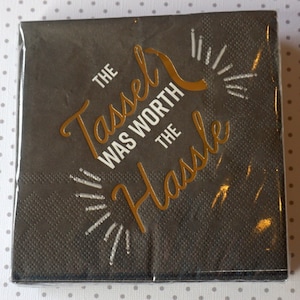 THE
Tassel
WAS WORTH
THE
Hassle